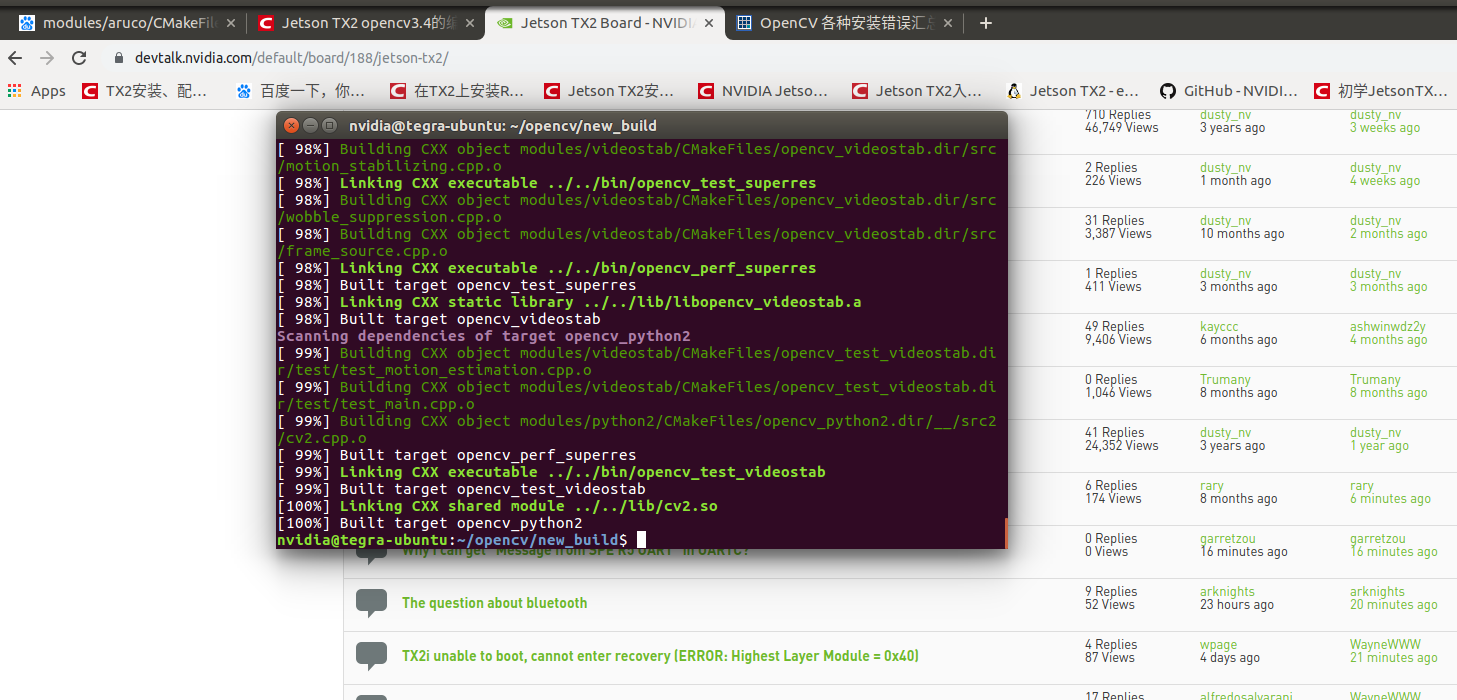 modules/aruco/CMakeFil
Jetson TX2 opencv3.4的
Jetson TX2 Board - NVIDI
OpenCV 各种安装错误汇
devtalk.nvidia.com/default/board/188/jetson-tx2/
Apps
TX2安装、配...
百度一下，你...
在TX2上安装R...
Jetson TX2安...
NVIDIA Jetso...
Jetson TX2入...
Jetson TX2 - e...
GitHub - NVIDI...
初学JetsonTX...
nvidia@tegra-ubuntu: ~/opencv/new_build
[ 98%] Building CXX object modules/videostab/CMakeFiles/opencv_videostab.dir/src
/motion_stabilizing.cpp.o
[ 98%] Linking CXX executable ../../bin/opencv_test_superres
[ 98%] Building CXX object modules/videostab/CMakeFiles/opencv_videostab.dir/src
/wobble_suppression.cpp.o
[ 98%] Building CXX object modules/videostab/CMakeFiles/opencv_videostab.dir/src
/frame_source.cpp.o
[ 98%] Linking CXX executable ../../bin/opencv_perf_superres
[ 98%] Built target opencv_test_superres
[ 98%] Linking CXX static library ../../lib/libopencv_videostab.a
[ 98%] Built target opencv_videostab
Scanning dependencies of target opencv_python2
[ 99%] Building CXX object modules/videostab/CMakeFiles/opencv_test_videostab.di
r/test/test_motion_estimation.cpp.o
[ 99%] Building CXX object modules/videostab/CMakeFiles/opencv_test_videostab.di
r/test/test_main.cpp.o
[ 99%] Building CXX object modules/python2/CMakeFiles/opencv_python2.dir/__/src2
/cv2.cpp.o
[ 99%] Built target opencv_perf_superres
[ 99%] Linking CXX executable ../../bin/opencv_test_videostab
[ 99%] Built target opencv_test_videostab
[100%] Linking CXX shared module ../../lib/cv2.so
[100%] Built target opencv_python2
nvidia@tegra-ubuntu:~/opencv/new_build$
710 Replies dusty_nv dusty_nv
46,749 Views 3 years ago 3 weeks ago
2 Replies dusty_nv dusty_nv
226 Views 1 month ago 4 weeks ago
31 Replies dusty_nv dusty_nv
3,387 Views 10 months ago 2 months ago
1 Replies dusty_nv dusty_nv
411 Views 3 months ago 3 months ago
49 Replies kayccc ashwinwdz2y
9,406 Views 6 months ago 4 months ago
0 Replies Trumany Trumany
1,046 Views 8 months ago 8 months ago
41 Replies dusty_nv dusty_nv
24,352 Views 3 years ago 1 year ago
6 Replies rary rary
174 Views 8 months ago 6 minutes ago
Why I can get "Message from SPE R5 UART" in UARTC?
0 Replies garretzou garretzou
0 Views 16 minutes ago 16 minutes ago
The question about bluetooth
9 Replies arknights arknights
52 Views 23 hours ago 20 minutes ago
TX2i unable to boot, cannot enter recovery (ERROR: Highest Layer Module = 0x40)
4 Replies wpage WayneWWW
87 Views 4 days ago 21 minutes ago
17 Replies alfredosalvarani WayneWWW